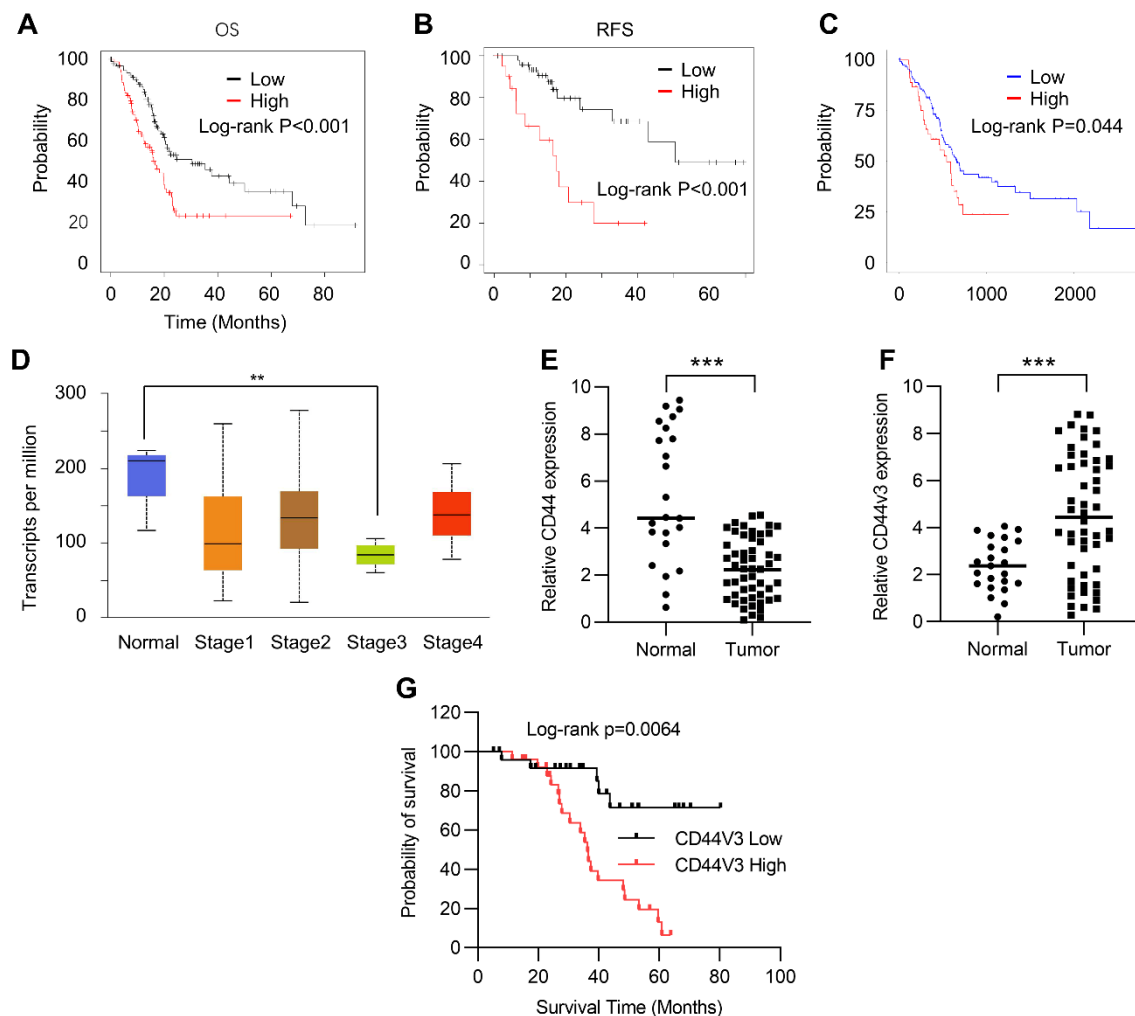 A
OS
100
80
60
40
20
0
Probability
Low
High
Log-rank P<0.001
0 20 40 60 80
Time (Months)
B
RFS
100
80
60
40
20
0
Probability
Low
High
Log-rank P<0.001
0 20 40 60 70
C
100
75
50
25
0
Probability
Low
High
Log-rank P=0.044
0 1000 2000
D
300
200
100
0
Transcripts per million
**
Normal Stage1 Stage2 Stage3 Stage4
E
10
8
6
4
2
0
Relative CD44 expression
***
Normal Tumor
F
10
8
6
4
2
0
Relative CD44v3 expression
***
Normal Tumor
G
Log-rank p=0.0064
120
100
80
60
40
20
0
Probability of survival
CD44V3 Low
CD44V3 High
0 20 40 60 80 100
Survival Time (Months)